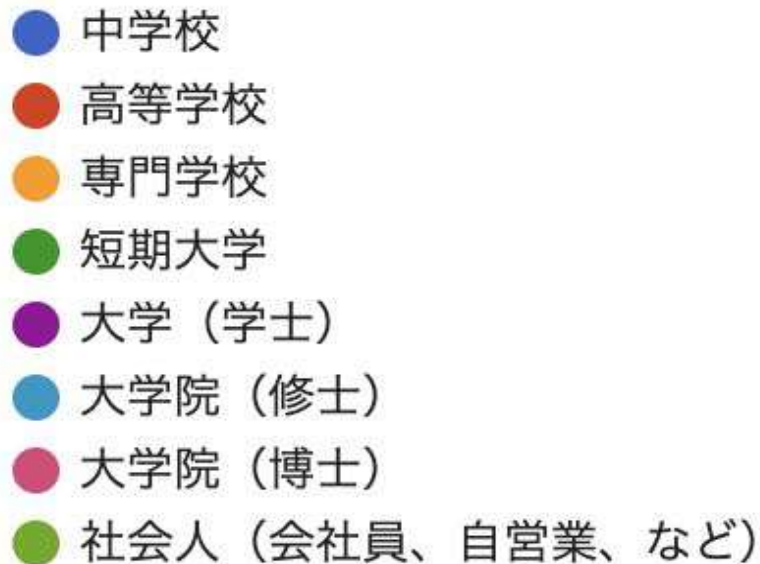 中学校
高等学校
専門学校
短期大学
大学（学士）
大学院（修士）
大学院（博士）
社会人（会社員、自営業、など）